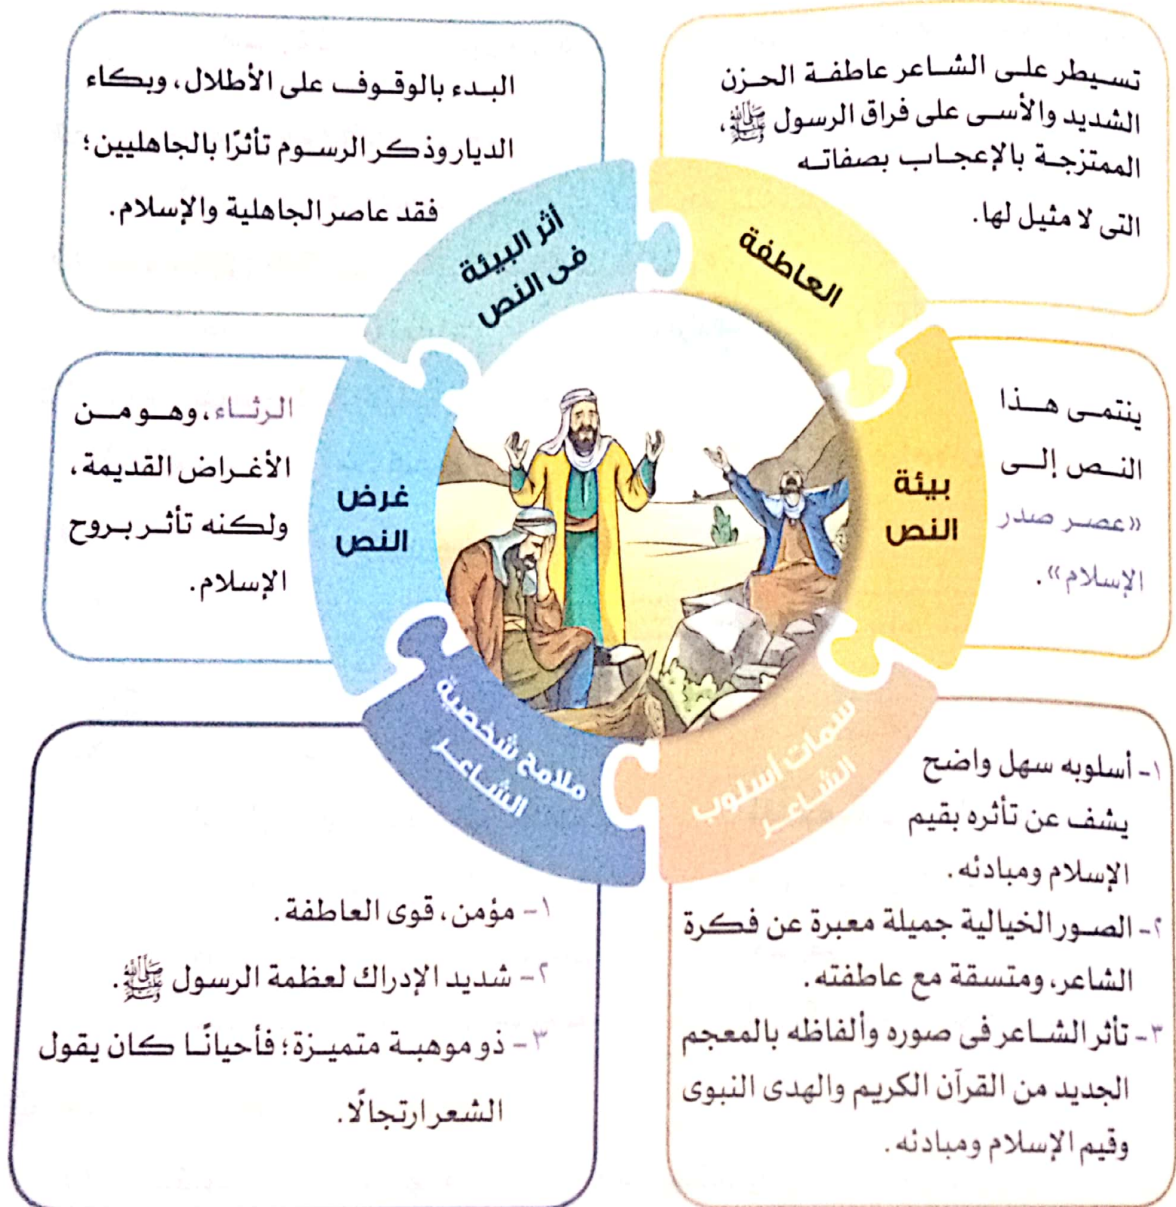 تسيطر على الشاعر عاطفة الحزن
الشديد والأسى على فراق الرسول ﷺ،
الممتزجة بالإعجاب بصفاته
التى لا مثيل لها.
العاطفة
البدء بالوقوف على الأطلال، وبكاء
الديار وذكر الرسوم تأثرًا بالجاهليين؛
فقد عاصر الجاهلية والإسلام.
أثر البيئة
فى النص
ينتمى هذا
النص إلى
«عصر صدر
الإسلام».
بيئة
النص
الرثاء، وهو من
الأغراض القديمة،
ولكنه تأثر بروح
الإسلام.
غرض
النص
سمات أسلوب
الشاعر
١- أسلوبه سهل واضح
يشف عن تأثره بقيم
الإسلام ومبادئه.
٢- الصور الخيالية جميلة معبرة عن فكرة
الشاعر، ومتسقة مع عاطفته.
٣- تأثر الشاعر فى صوره وألفاظه بالمعجم
الجديد من القرآن الكريم والهدى النبوى
وقيم الإسلام ومبادئه.
ملامح شخصية
الشاعر
١- مؤمن، قوى العاطفة.
٢- شديد الإدراك لعظمة الرسول ﷺ.
٣- ذو موهبة متميزة؛ فأحيانًا كان يقول
الشعر ارتجالًا.